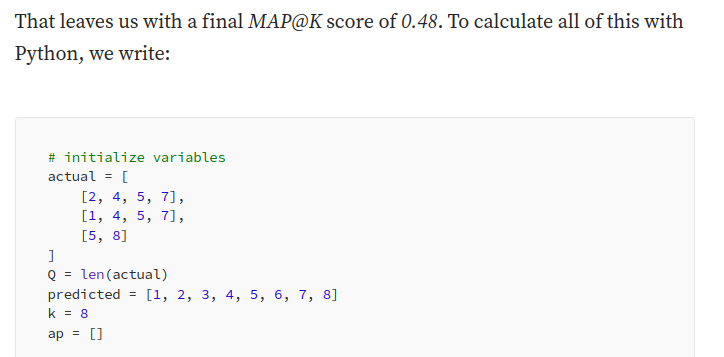 That leaves us with a final MAP@K score of 0.48. To calculate all of this with
Python, we write:
# initialize variables
actual = [
    [2, 4, 5, 7],
    [1, 4, 5, 7],
    [5, 8]
]
Q = len(actual)
predicted = [1, 2, 3, 4, 5, 6, 7, 8]
k = 8
ap = []